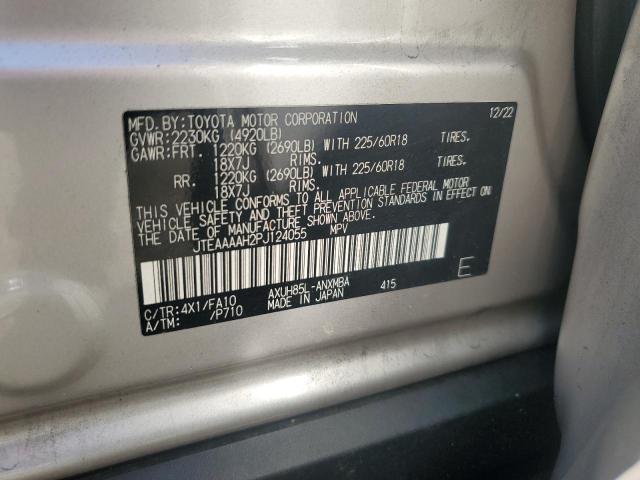 MFD. BY:TOYOTA MOTOR CORPORATION 12/22
GVWR:2230KG (4920LB)
GAWR:FRT. 1220KG (2690LB) WITH 225/60R18 TIRES.
18X7J RIMS.
RR. 1220KG (2690LB) WITH 225/60R18 TIRES.
18X7J RIMS.
THIS VEHICLE CONFORMS TO ALL APPLICABLE FEDERAL MOTOR
VEHICLE SAFETY AND THEFT PREVENTION STANDARDS IN EFFECT ON
THE DATE OF MANUFACTURE SHOWN ABOVE.
JTEAAAAH2PJ124055 MPV
C/TR:4X1/FA10 AXUH85L-ANXMBA 415 E
A/TM: /P710 MADE IN JAPAN